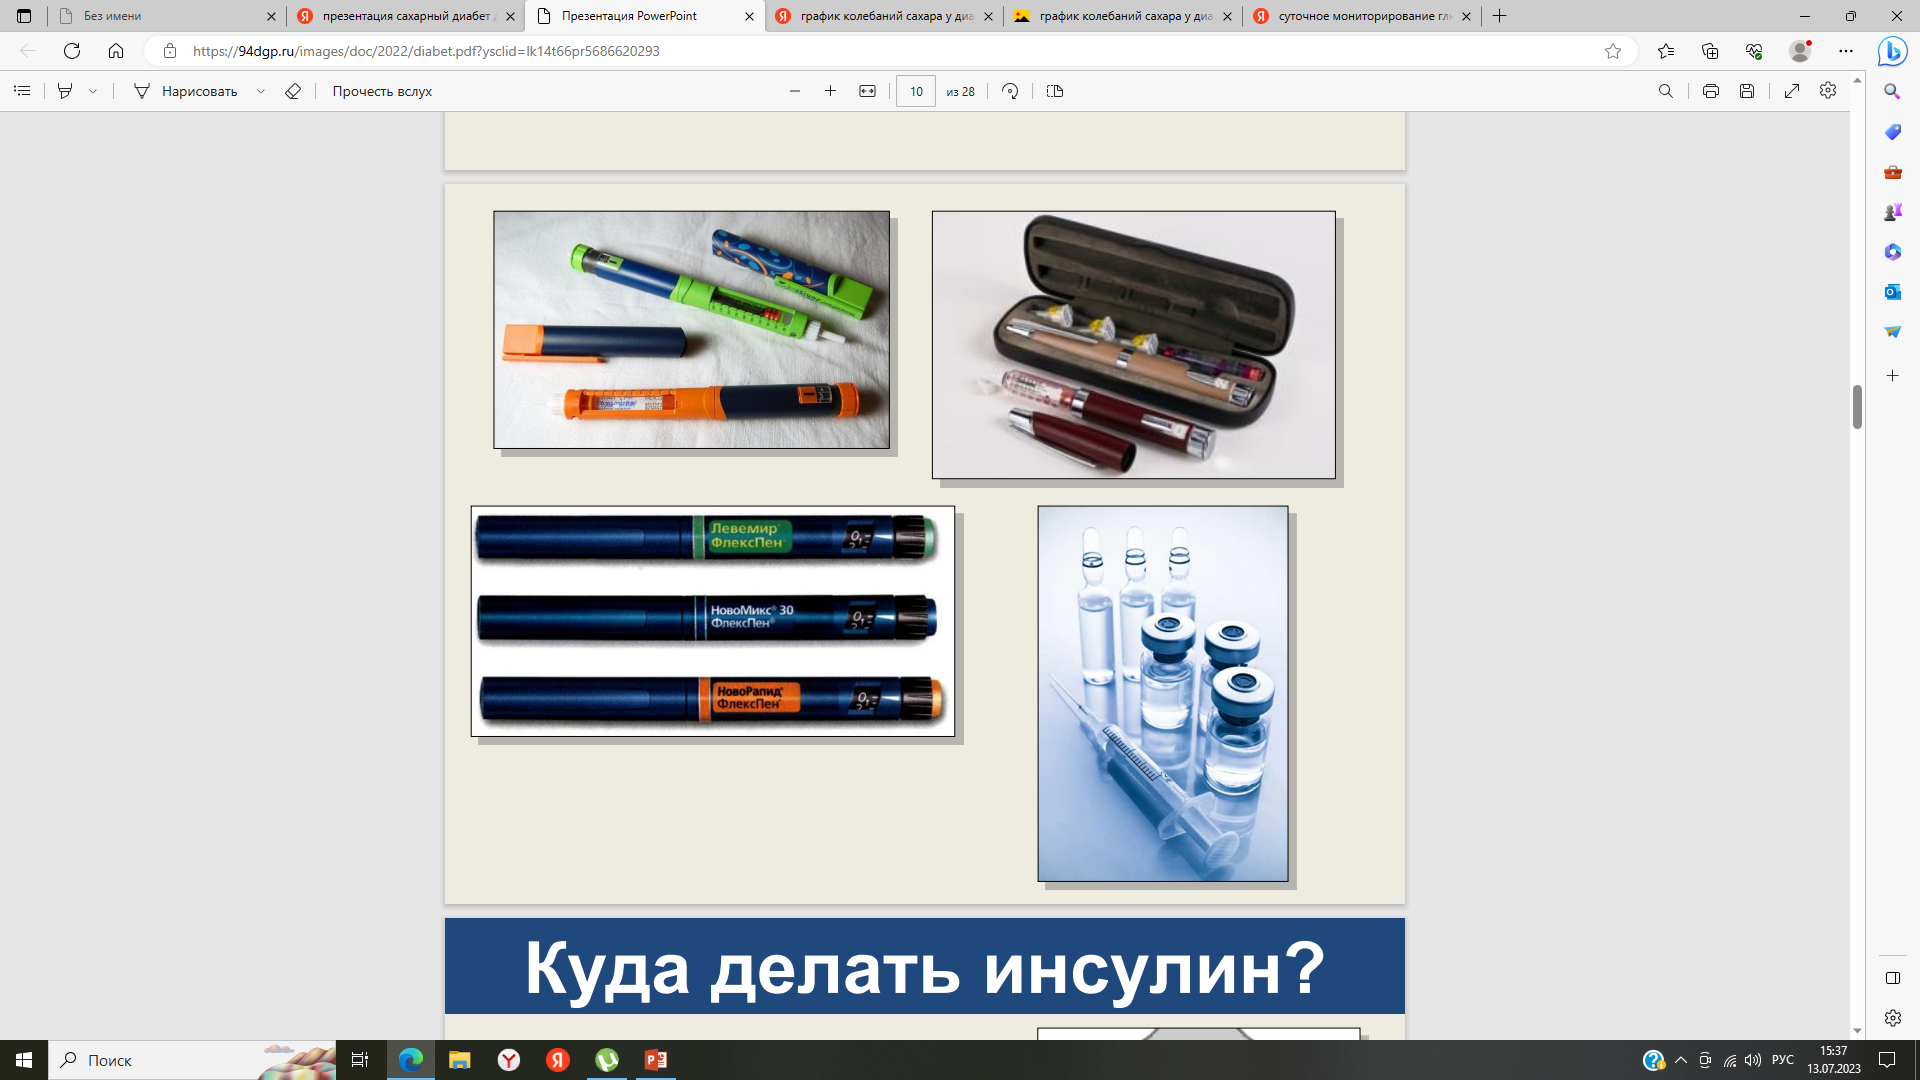 Без имени
презентация сахарный диабет
Презентация PowerPoint
график колебаний сахара у диа
график колебаний сахара у диа
суточное мониторирование гл
https://94dgp.ru/images/doc/2022/diabet.pdf?ysclid=lk14t66pr5686620293
Нарисовать
Прочесть вслух
10 из 28
Левемир®
ФлексПен®
НовоМикс® 30
ФлексПен®
НовоРапид®
ФлексПен®
Куда делать инсулин?
Поиск
РУС
15:37
13.07.2023